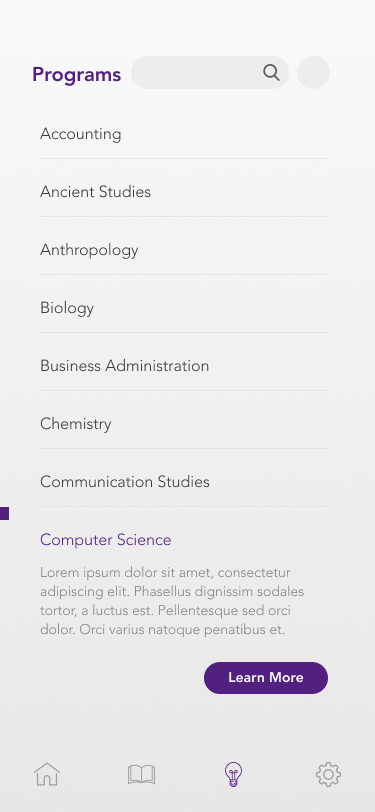 Programs
Accounting
Ancient Studies
Anthropology
Biology
Business Administration
Chemistry
Communication Studies
Computer Science
Lorem ipsum dolor sit amet, consectetur
adipiscing elit. Phasellus dignissim sodales
tortor, a luctus est. Pellentesque sed orci
dolor. Orci varius natoque penatibus et.
Learn More